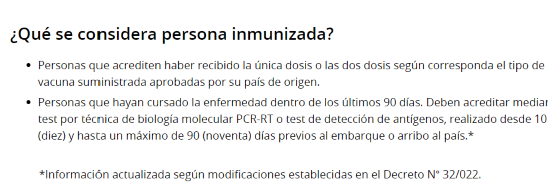 ¿Qué se considera persona inmunizada?
• Personas que acrediten haber recibido la única dosis o las dos dosis según corresponda el tipo de
vacuna suministrada aprobadas por su país de origen.
• Personas que hayan cursado la enfermedad dentro de los últimos 90 días. Deben acreditar
test por técnica de biología molecular PCR-RT o test de detección de antígenos, realizado desde 10
(diez) y hasta un máximo de 90 (noventa) días previos al embarque o arribo al país.*
*Información actualizada según modificaciones establecidas en el Decreto N° 32/022.